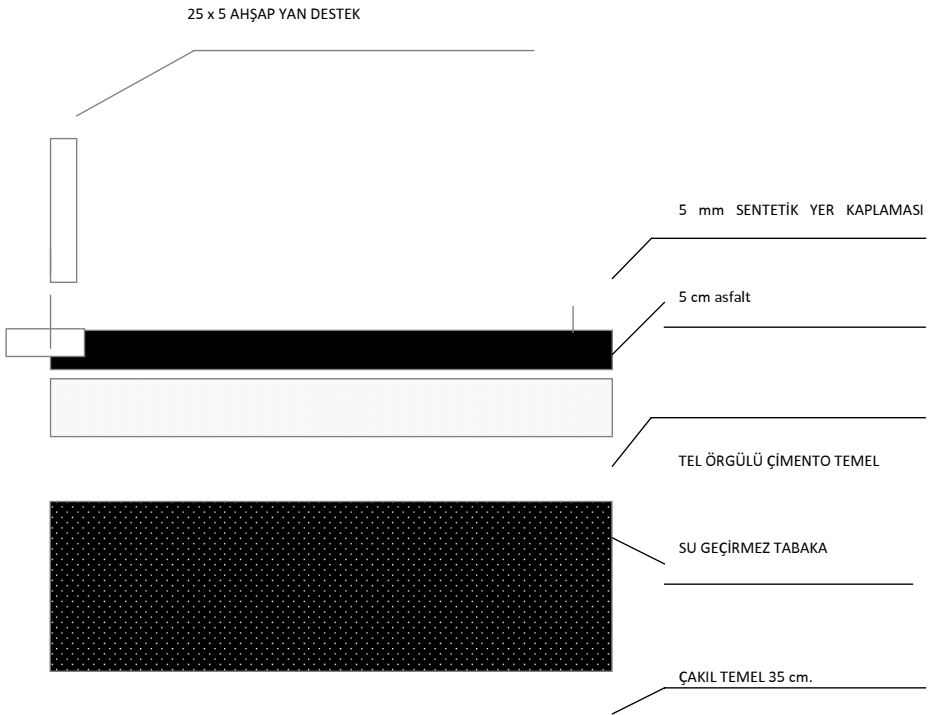 25 x 5 AHŞAP YAN DESTEK
5 mm SENTETİK YER KAPLAMASI
5 cm asfalt
TEL ÖRGÜLÜ ÇİMENTO TEMEL
SU GEÇİRMEZ TABAKA
ÇAKIL TEMEL 35 cm.